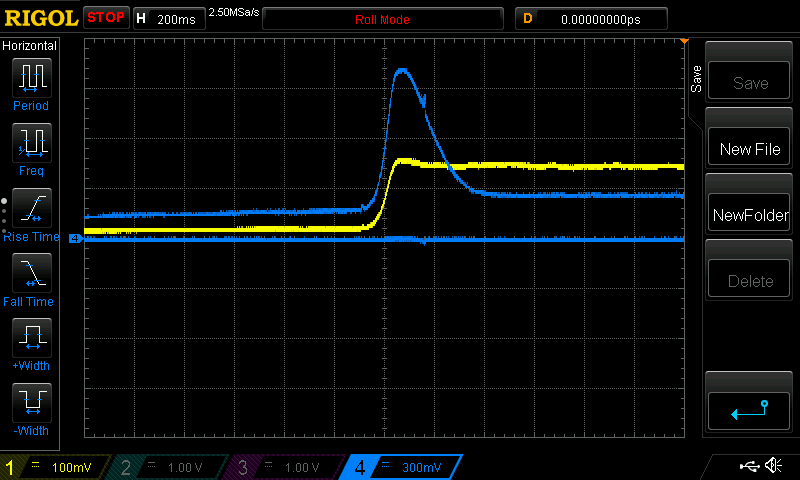 RIGOL STOP H 200ms 2.50MSa/s Roll Mode D 0.00000000ps
Horizontal
Period
Freq
Rise Time
Fall Time
+Width
-Width
4
Save
Save
New File
NewFolder
Delete
1 100mV 2 1.00 V 3 1.00 V 4 300mV